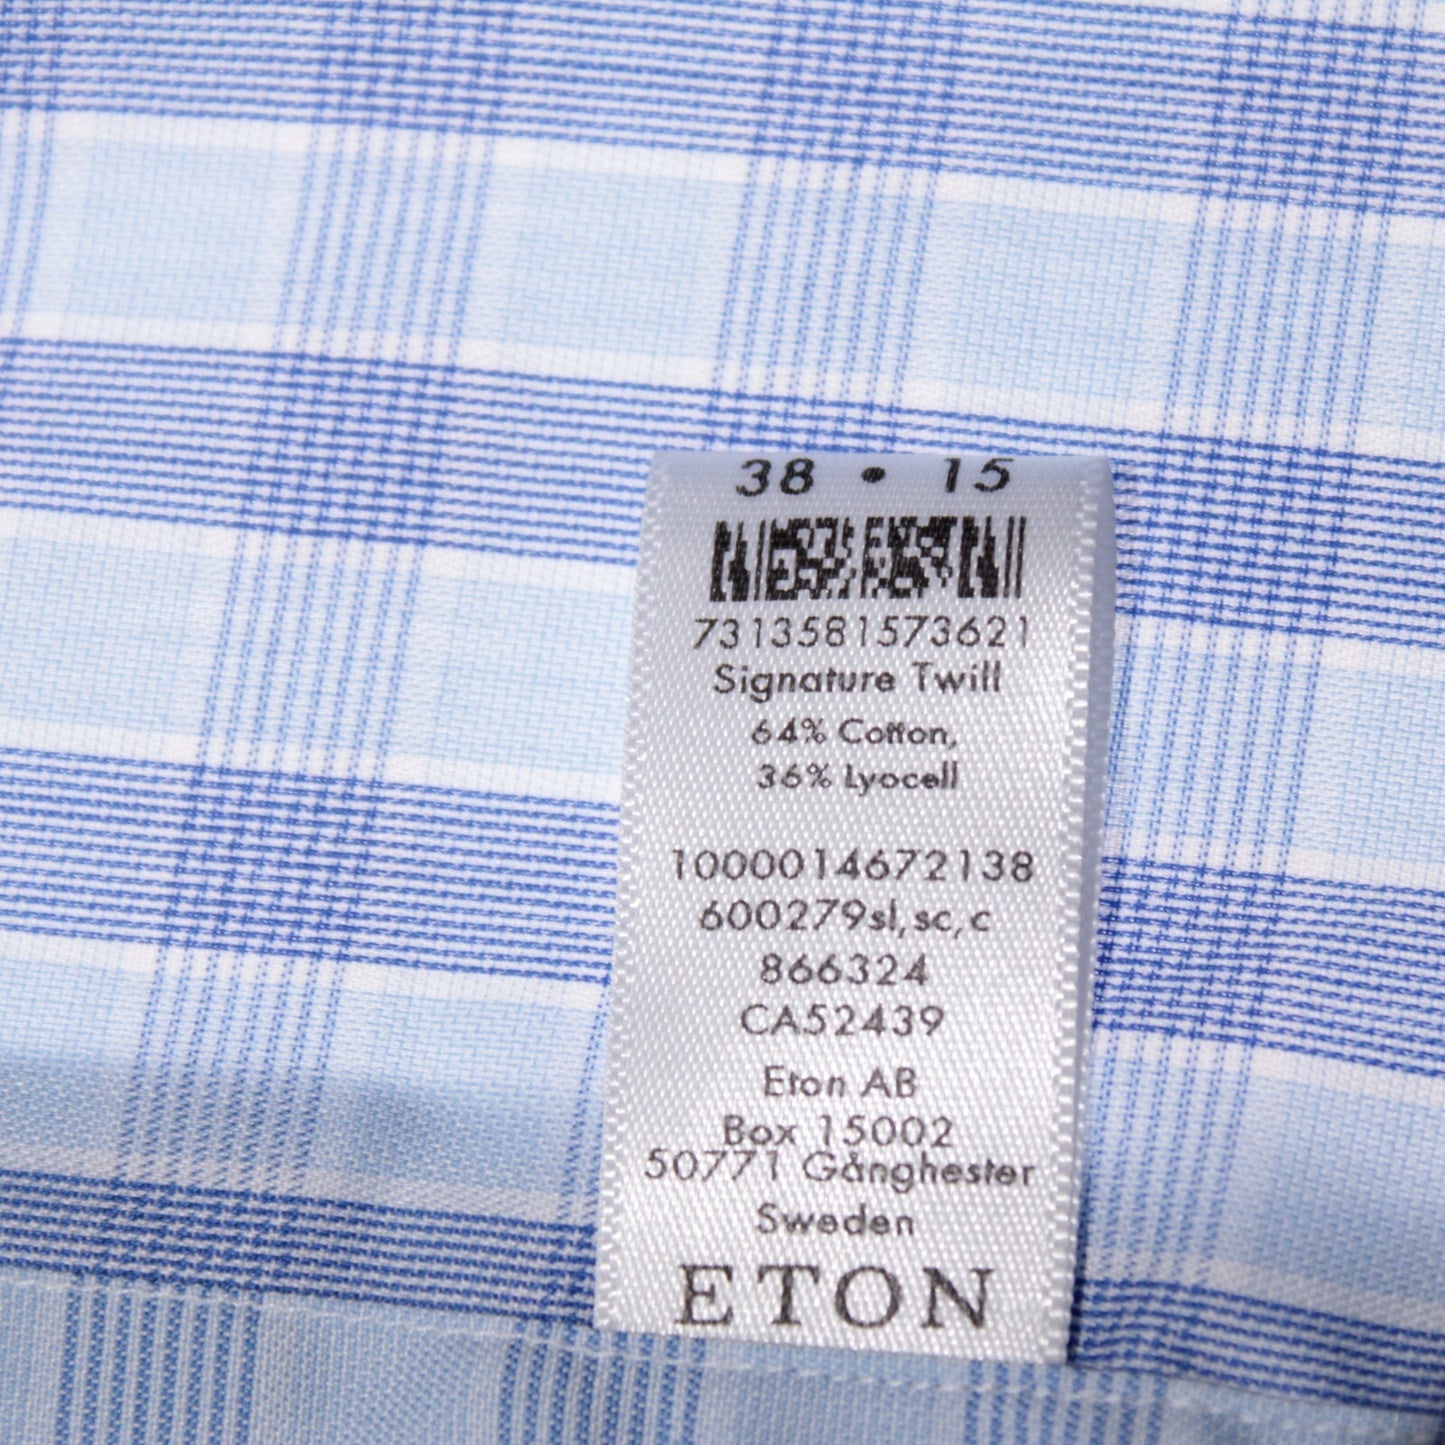 38 • 15
7313581573621
Signature Twill
64% Cotton,
36% Lyocell
1000014672138
600279sl,sc,c
866324
CA52439
Eton AB
Box 15002
50771 Gånghester
Sweden
ETON